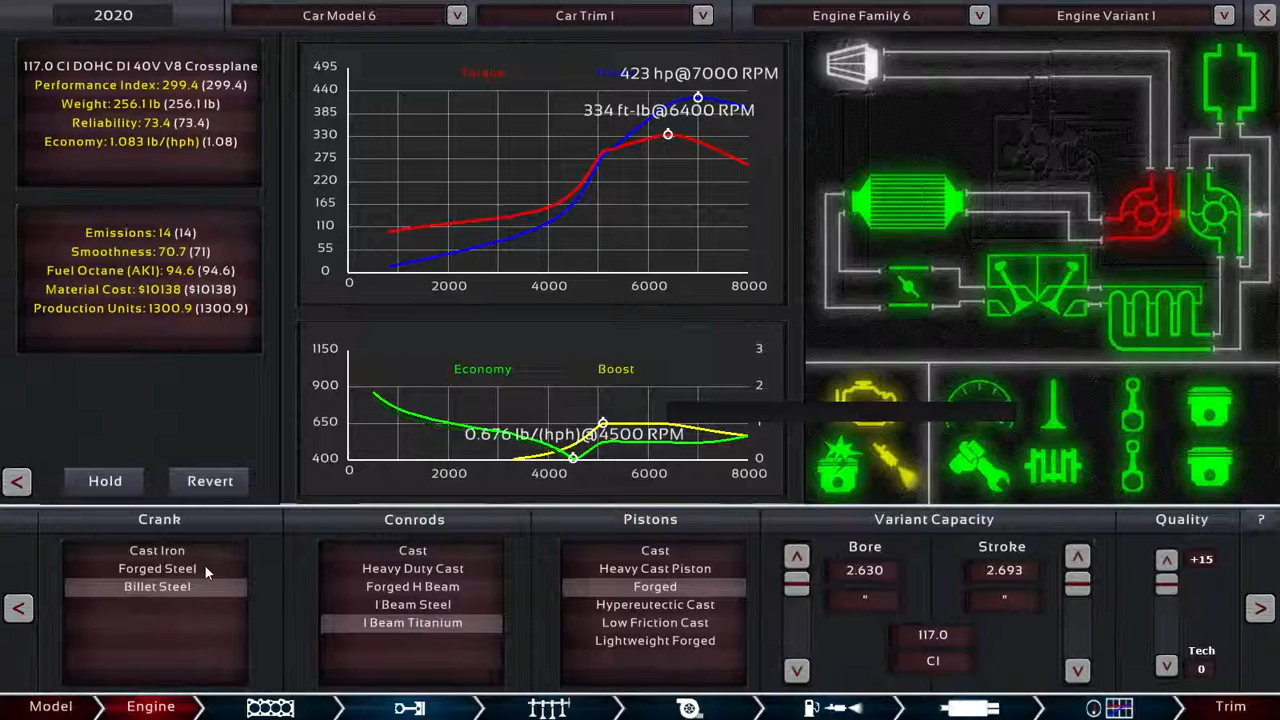 2020
Car Model 6
Car Trim 1
Engine Family 6
Engine Variant 1
117.0 CI DOHC DI 40V V8 Crossplane
Performance Index: 299.4 (299.4)
Weight: 256.1 lb (256.1 lb)
Reliability: 73.4 (73.4)
Economy: 1.083 lb/(hph) (1.08)
Emissions: 14 (14)
Smoothness: 70.7 (71)
Fuel Octane (AKI): 94.6 (94.6)
Material Cost: $10138 ($10138)
Production Units: 1300.9 (1300.9)
Hold
Revert
495
440
385
330
275
220
165
110
55
0
Torque
423 hp@7000 RPM
334 ft-lb@6400 RPM
0
2000
4000
6000
8000
1150
900
650
400
Economy
Boost
3
2
0
0.676 lb/(hph)@4500 RPM
0
2000
4000
6000
8000
Crank
Cast Iron
Forged Steel
Billet Steel
Conrods
Cast
Heavy Duty Cast
Forged H Beam
I Beam Steel
I Beam Titanium
Pistons
Cast
Heavy Cast Piston
Forged
Hypereutectic Cast
Low Friction Cast
Lightweight Forged
Variant Capacity
Bore
2.630
"
Stroke
2.693
"
117.0
CI
Quality
+15
Tech
0
?
Model
Engine
Trim